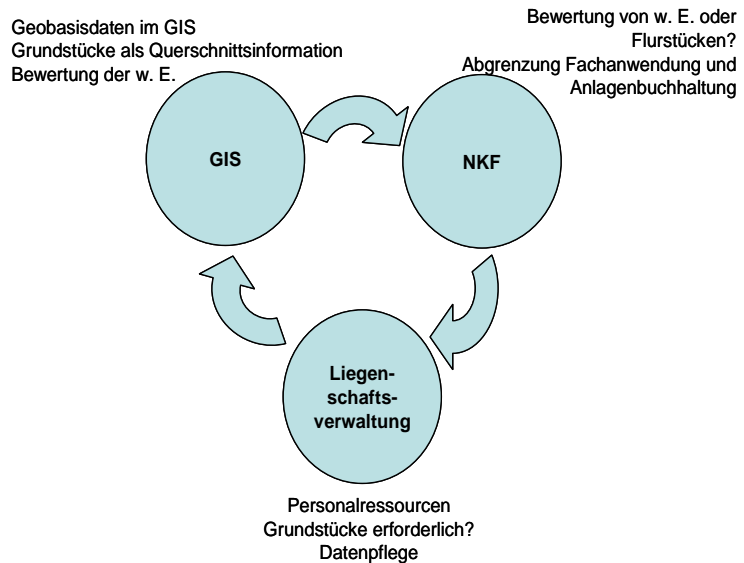 Geobasisdaten im GIS
Grundstücke als Querschnittsinformation
Bewertung der w. E.
Bewertung von w. E. oder
Flurstücken?
Abgrenzung Fachanwendung und
Anlagenbuchhaltung
GIS
NKF
Liegen-
schafts-
verwaltung
Personalressourcen
Grundstücke erforderlich?
Datenpflege